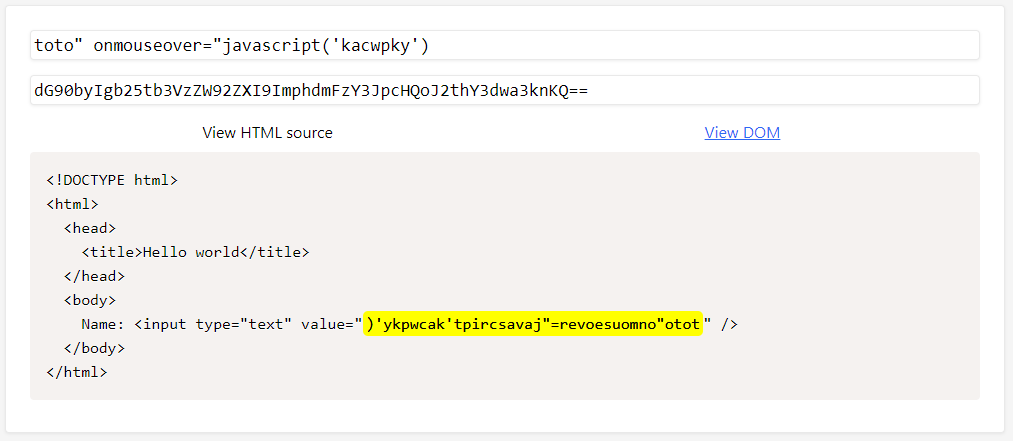 toto" onmouseover="javascript('kacwpky')
dG90byIgb25tb3VzZW92ZXI9ImphdmFzY3JpcHQoJ2thY3dwa3knKQ==
View HTML source View DOM
<!DOCTYPE html>
<html>
<head>
<title>Hello world</title>
</head>
<body>
Name: <input type="text" value=")'ykpwcak'tpircsavaj"=revoesuomno"otot" />
</body>
</html>